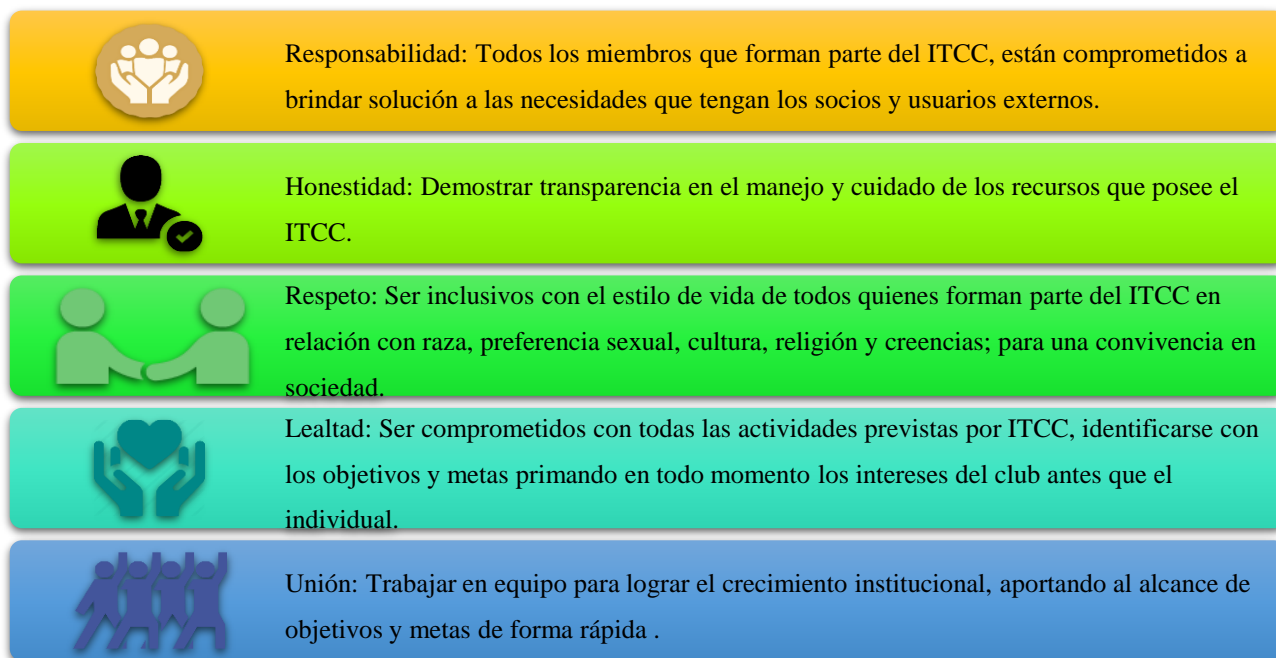 Responsabilidad: Todos los miembros que forman parte del ITCC, están comprometidos a
brindar solución a las necesidades que tengan los socios y usuarios externos.
Honestidad: Demostrar transparencia en el manejo y cuidado de los recursos que posee el
ITCC.
Respeto: Ser inclusivos con el estilo de vida de todos quienes forman parte del ITCC en
relación con raza, preferencia sexual, cultura, religión y creencias; para una convivencia en
sociedad.
Lealtad: Ser comprometidos con todas las actividades previstas por ITCC, identificarse con
los objetivos y metas primando en todo momento los intereses del club antes que el
individual.
Unión: Trabajar en equipo para lograr el crecimiento institucional, aportando al alcance de
objetivos y metas de forma rápida .